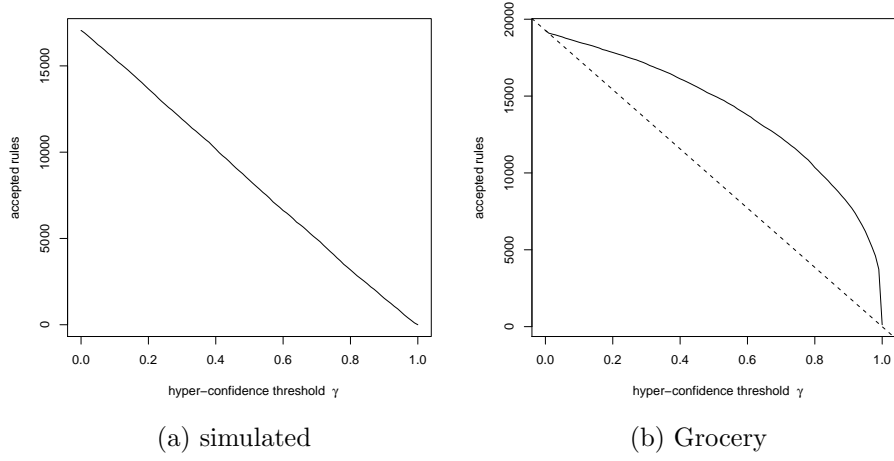 accepted rules
15000
10000
5000
0
0.0 0.2 0.4 0.6 0.8 1.0
hyper−confidence threshold γ
(a) simulated
accepted rules
20000
15000
10000
5000
0
0.0 0.2 0.4 0.6 0.8 1.0
hyper−confidence threshold γ
(b) Grocery